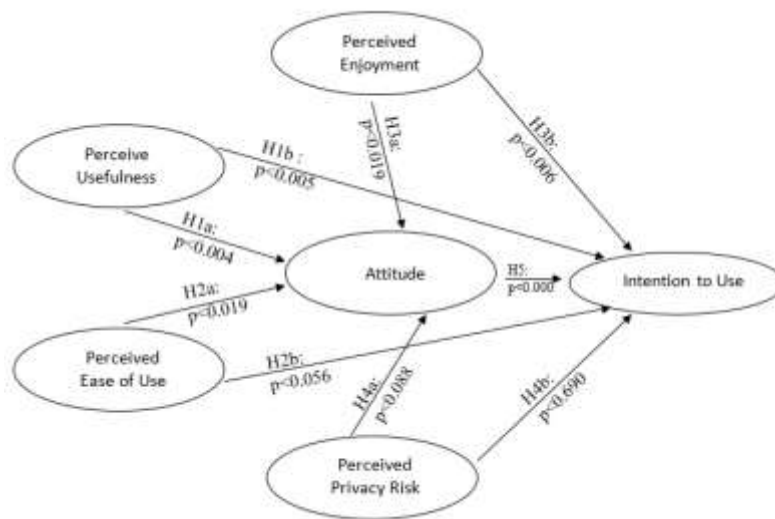 Perceived
Enjoyment
H3a:
p<0.019
H3b:
p<0.006
Perceive
Usefulness
H1b :
p<0.005
H1a:
p<0.004
Attitude
H5:
p<0.000
Intention to Use
H2a:
p<0.019
Perceived
Ease of Use
H2b:
p<0.056
H4a:
p<0.088
H4b:
p<0.690
Perceived
Privacy Risk